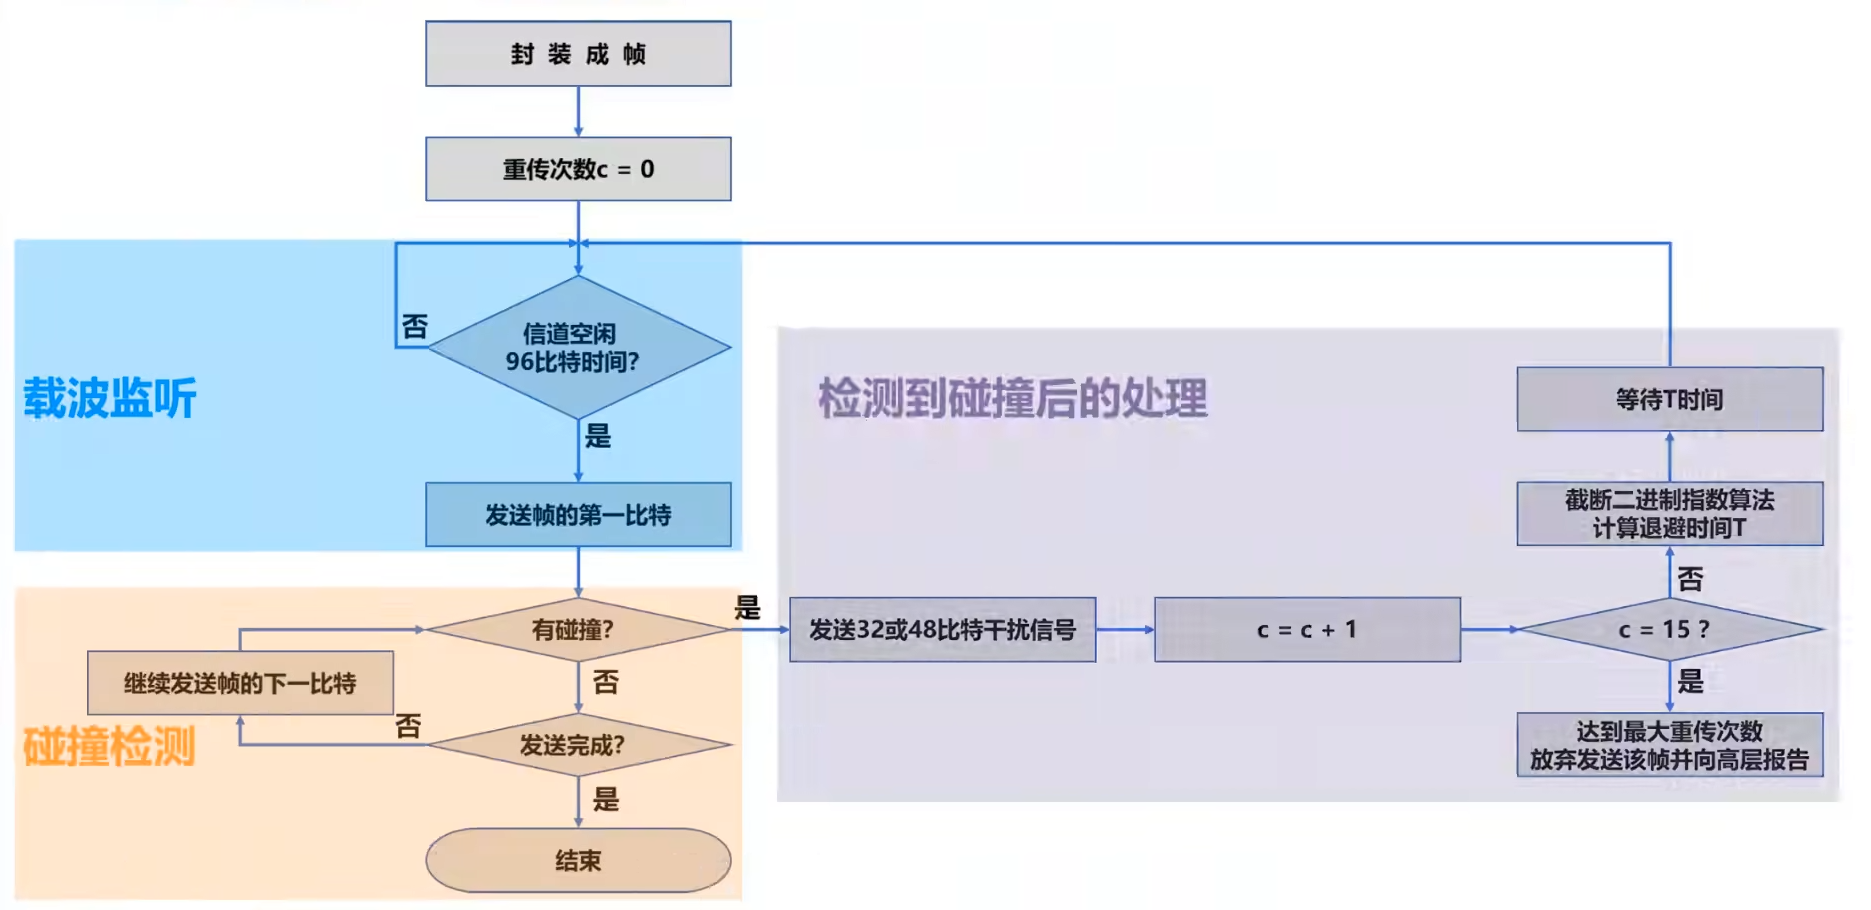 封 装 成 帧
重传次数c = 0
否
信道空闲
96比特时间?
载波监听
是
发送帧的第一比特
检测到碰撞后的处理
等待T时间
截断二进制指数算法
计算退避时间T
否
有碰撞?
是
发送32或48比特干扰信号
c = c + 1
c = 15 ?
继续发送帧的下一比特
否
是
碰撞检测
否
发送完成?
达到最大重传次数
放弃发送该帧并向高层报告
是
结束